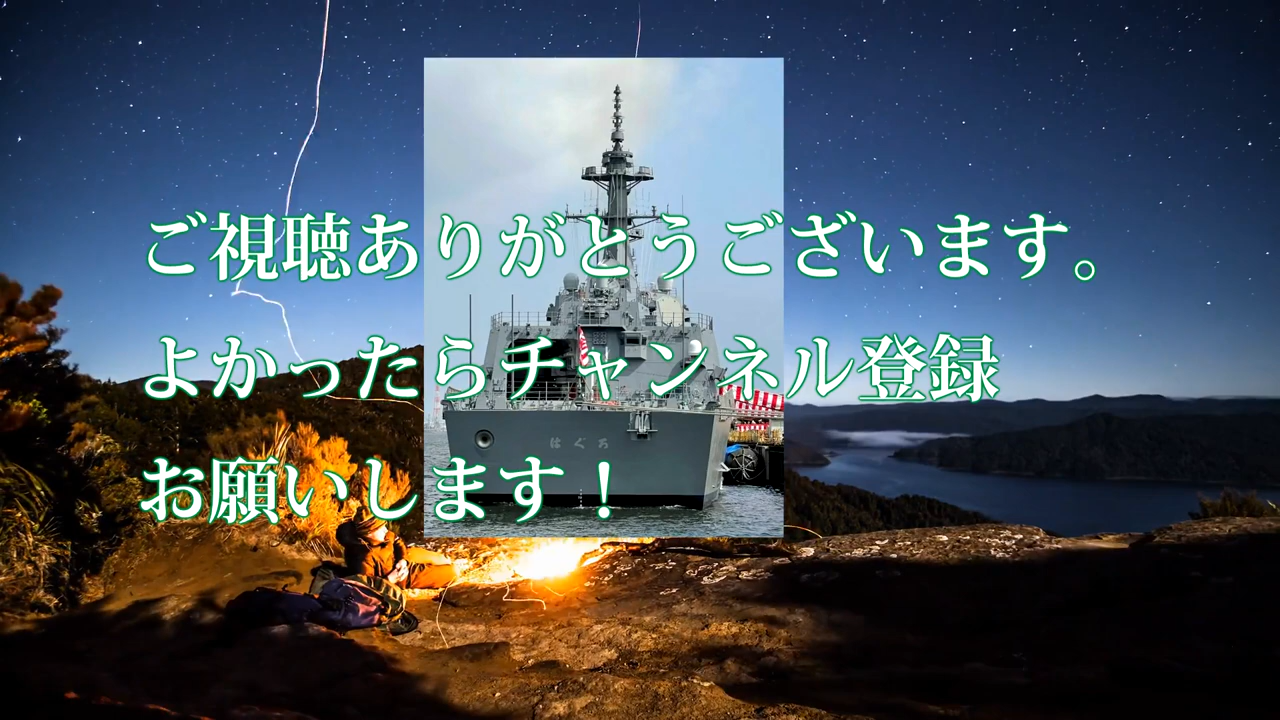 ご視聴ありがとうございます。
よかったらチャンネル登録
お願いします！
はぐろ